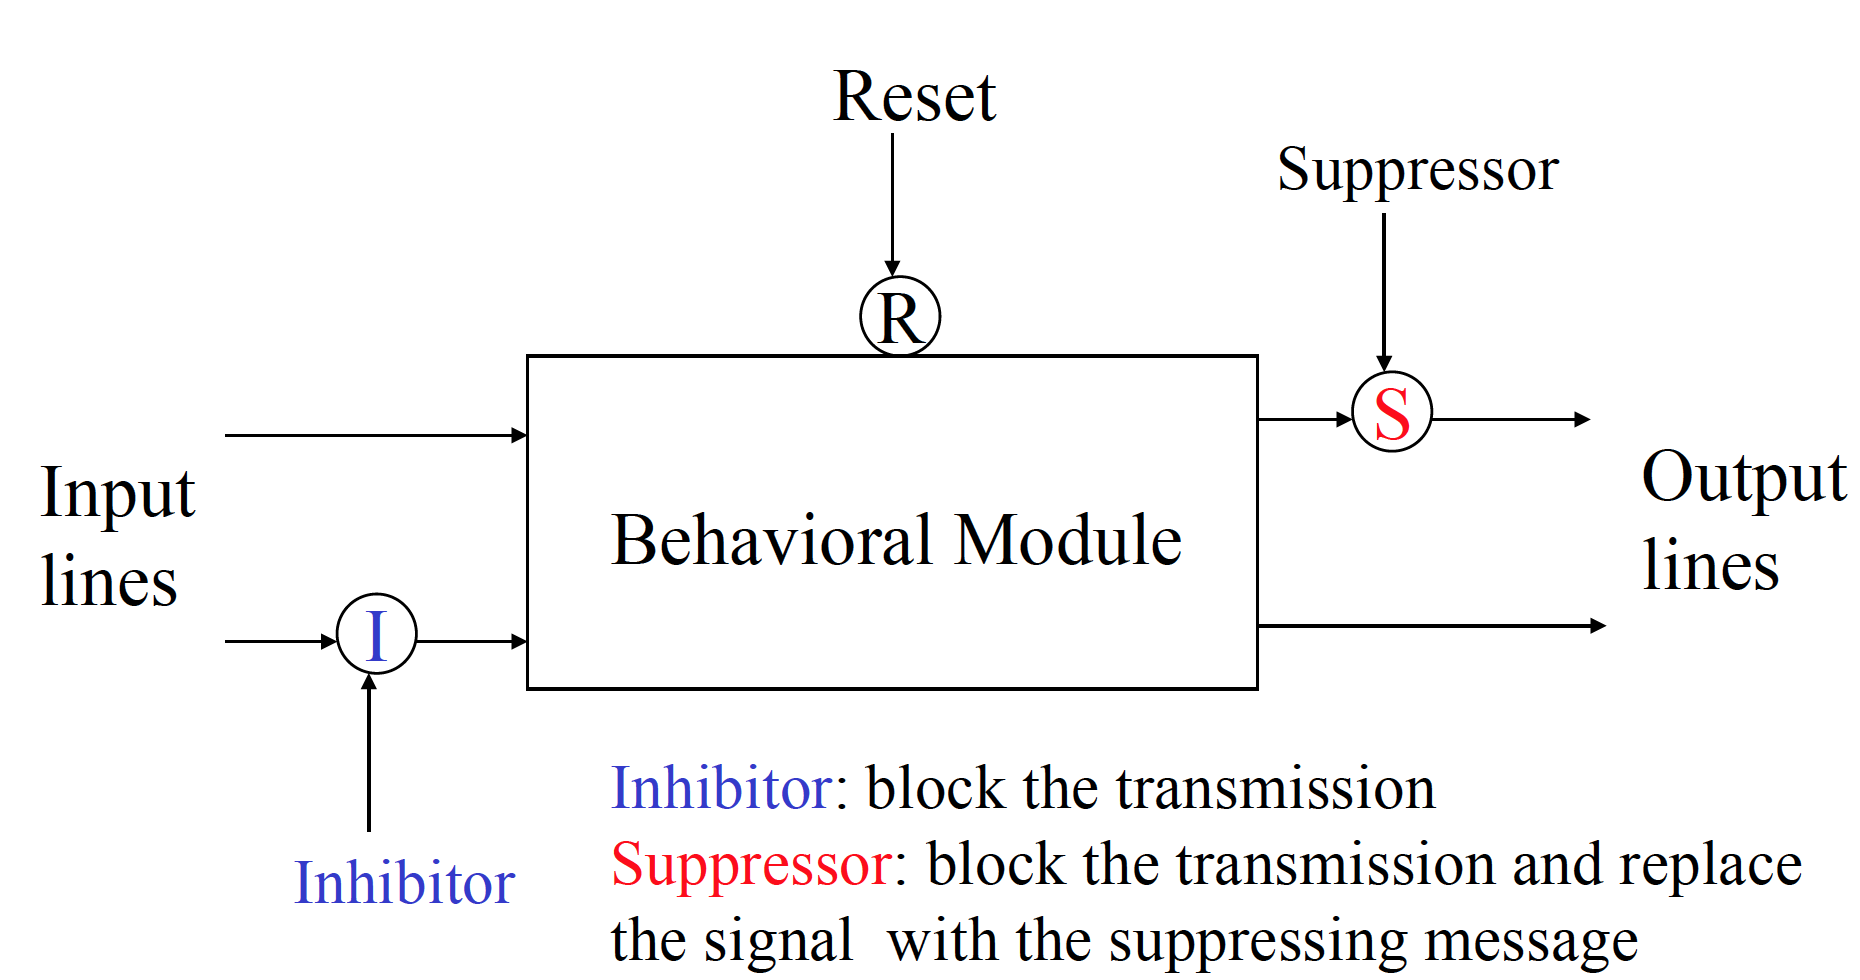 Reset
Suppressor
R
S
Input
lines
Behavioral Module
Output
lines
I
Inhibitor
Inhibitor: block the transmission
Suppressor: block the transmission and replace
the signal with the suppressing message